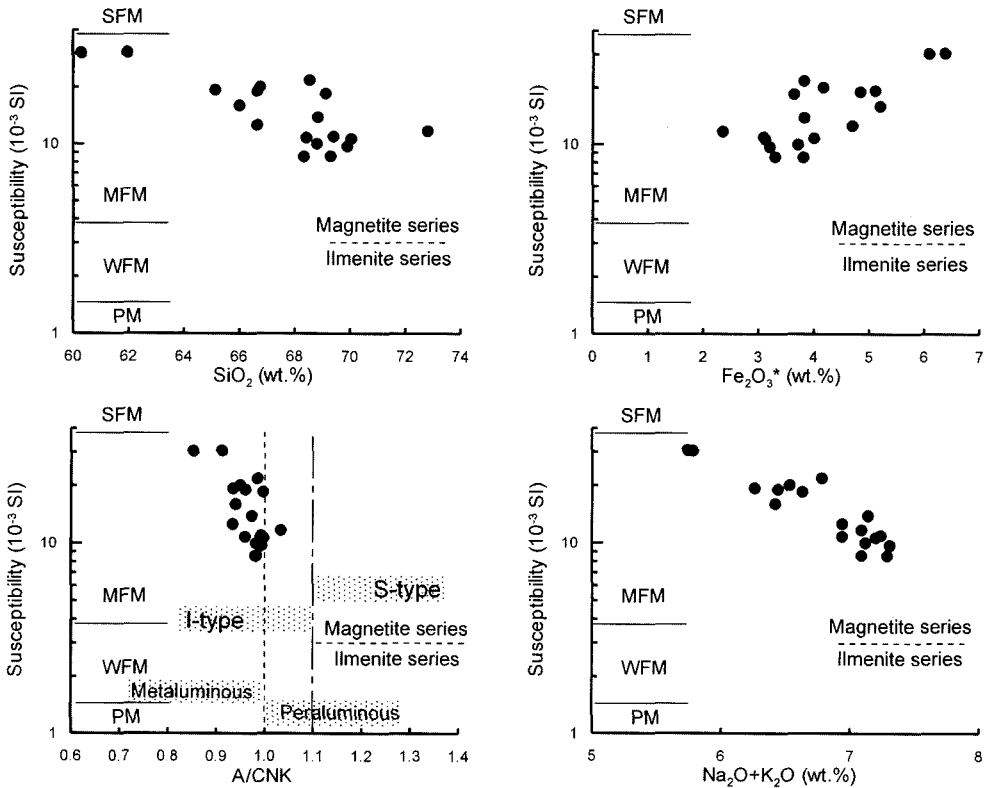 SFM
Susceptibility (10⁻³ SI)
10
MFM
Magnetite series
Ilmenite series
WFM
PM
1
60 62 64 66 68 70 72 74
SiO₂ (wt.%)
SFM
Susceptibility (10⁻³ SI)
10
MFM
Magnetite series
Ilmenite series
WFM
PM
1
0 1 2 3 4 5 6 7
Fe₂O₃* (wt.%)
SFM
Susceptibility (10⁻³ SI)
10
MFM
S-type
I-type
Magnetite series
Ilmenite series
WFM
Metaluminous
PM
Peraluminous
1
0.6 0.7 0.8 0.9 1.0 1.1 1.2 1.3 1.4
A/CNK
SFM
Susceptibility (10⁻³ SI)
10
MFM
Magnetite series
Ilmenite series
WFM
PM
1
5 6 7 8
Na₂O+K₂O (wt.%)